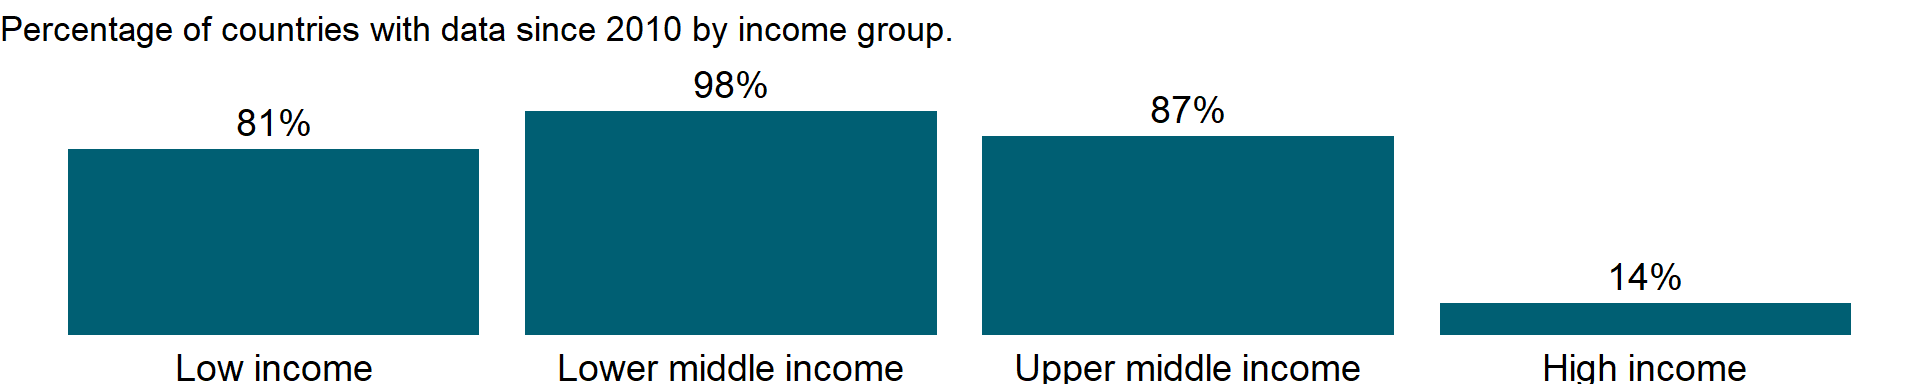 Percentage of countries with data since 2010 by income group.
98%
87%
81%
14%
Low income
Lower middle income
Upper middle income
High income